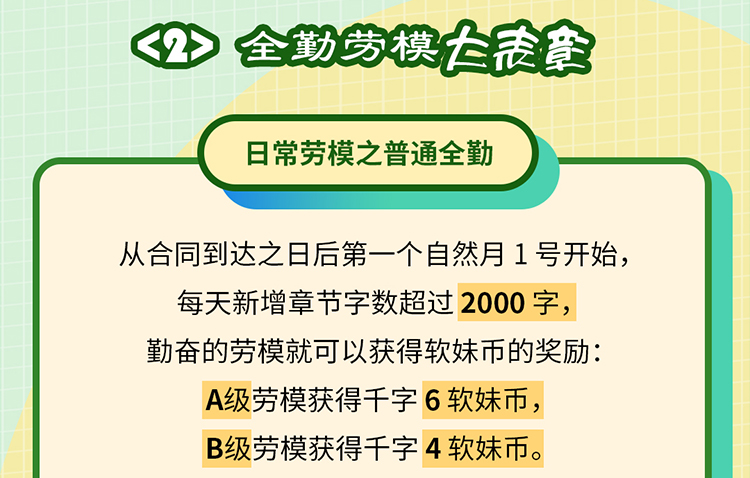 <2> 全勤劳模大表章
日常劳模之普通全勤
从合同到达之日后第一个自然月1号开始，
每天新增章节字数超过2000字，
勤奋的劳模就可以获得软妹币的奖励：
A级劳模获得千字6软妹币，
B级劳模获得千字4软妹币。